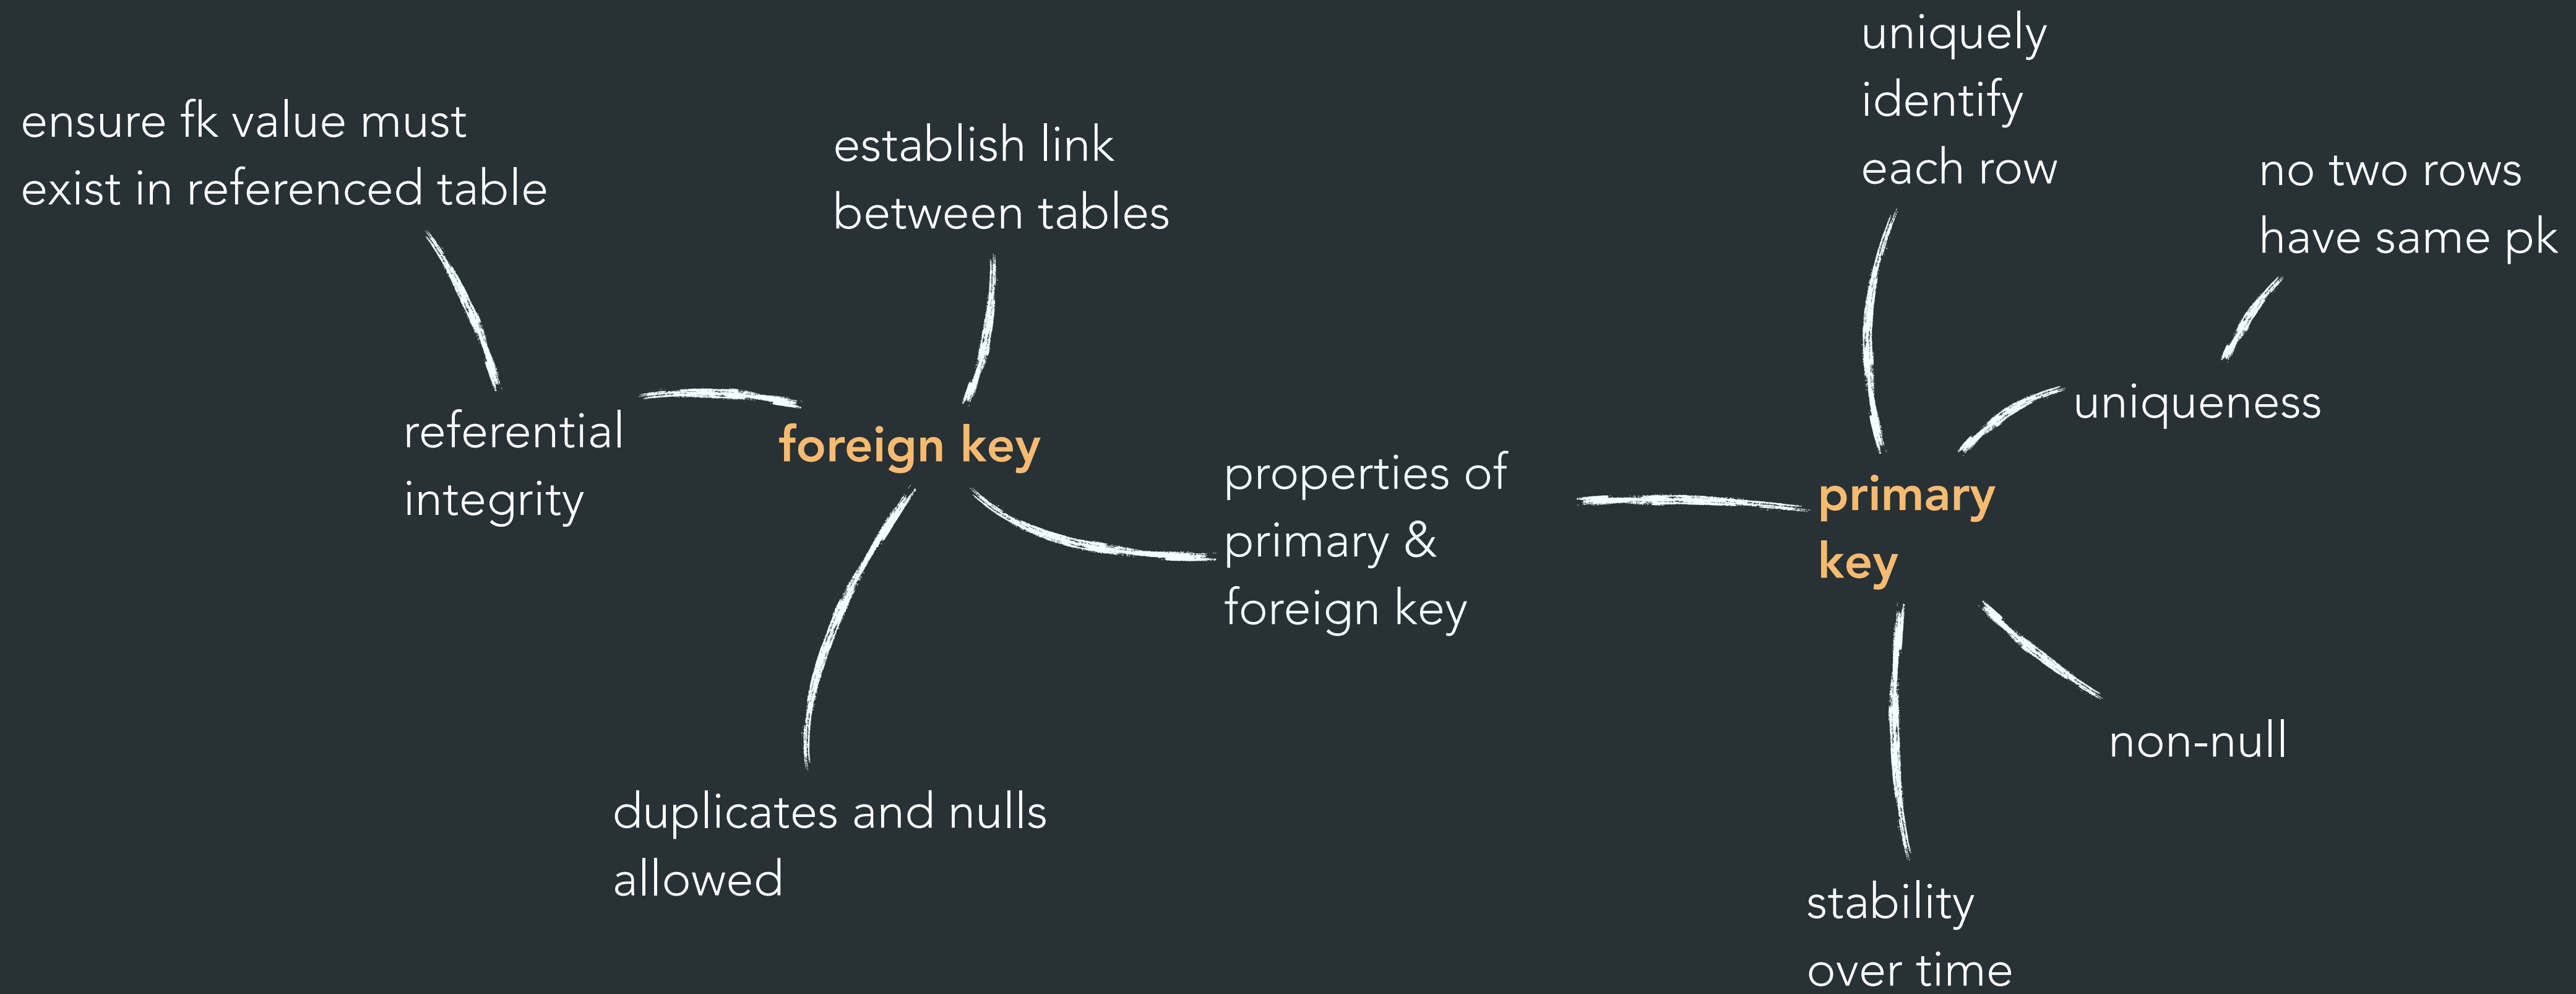 ensure fk value must
exist in referenced table
establish link
between tables
referential
integrity
foreign key
duplicates and nulls
allowed
properties of
primary &
foreign key
uniquely
identify
each row
no two rows
have same pk
uniqueness
primary
key
non-null
stability
over time